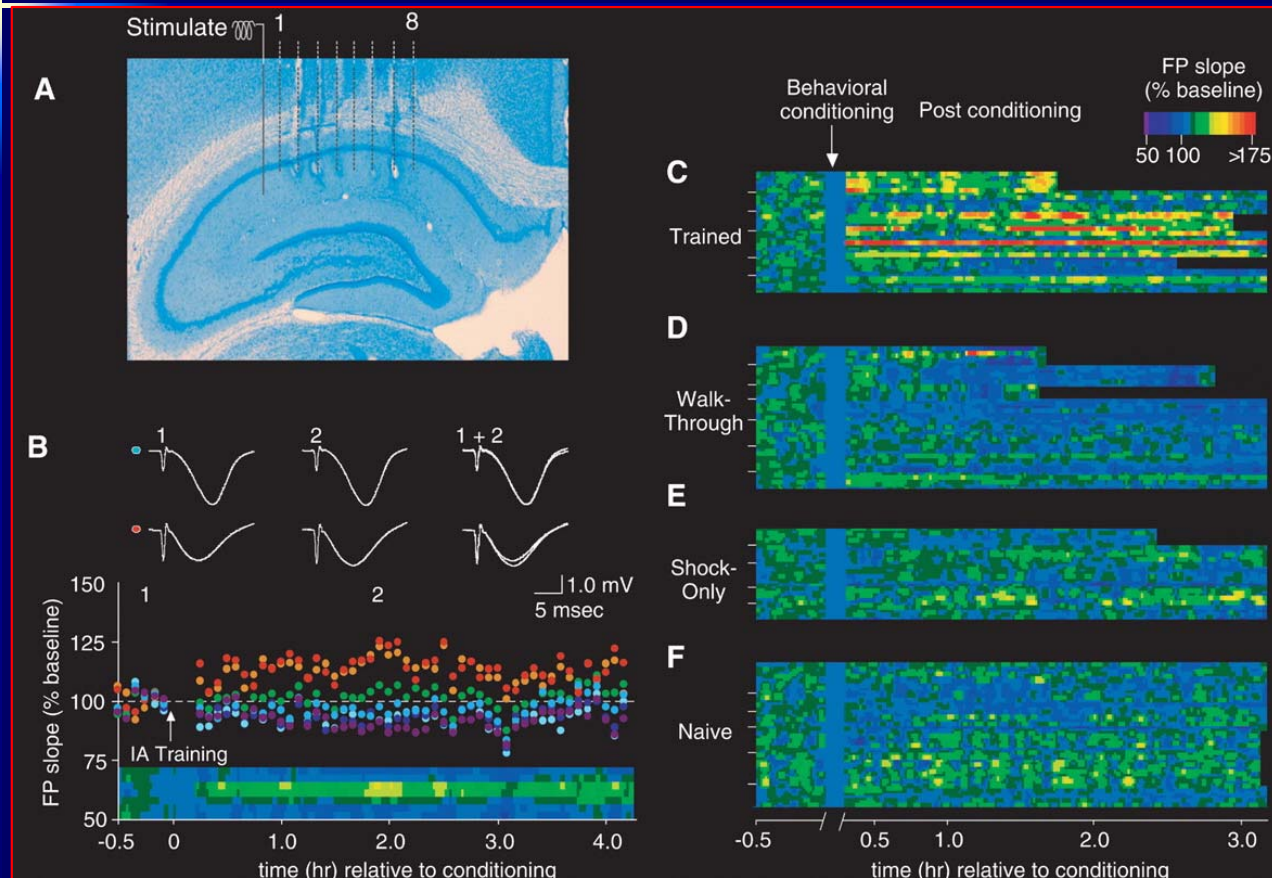 Stimulate 1 8
A
B
1 2 1 + 2
1.0 mV
5 msec
1 2
150
125
100
75
50
FP slope (% baseline)
IA Training
-0.5 0 1.0 2.0 3.0 4.0
time (hr) relative to conditioning
Behavioral
conditioning
Post conditioning
FP slope
(% baseline)
50 100 >175
C
Trained
D
Walk-
Through
E
Shock-
Only
F
Naive
-0.5 0.5 1.0 2.0 3.0
time (hr) relative to conditioning